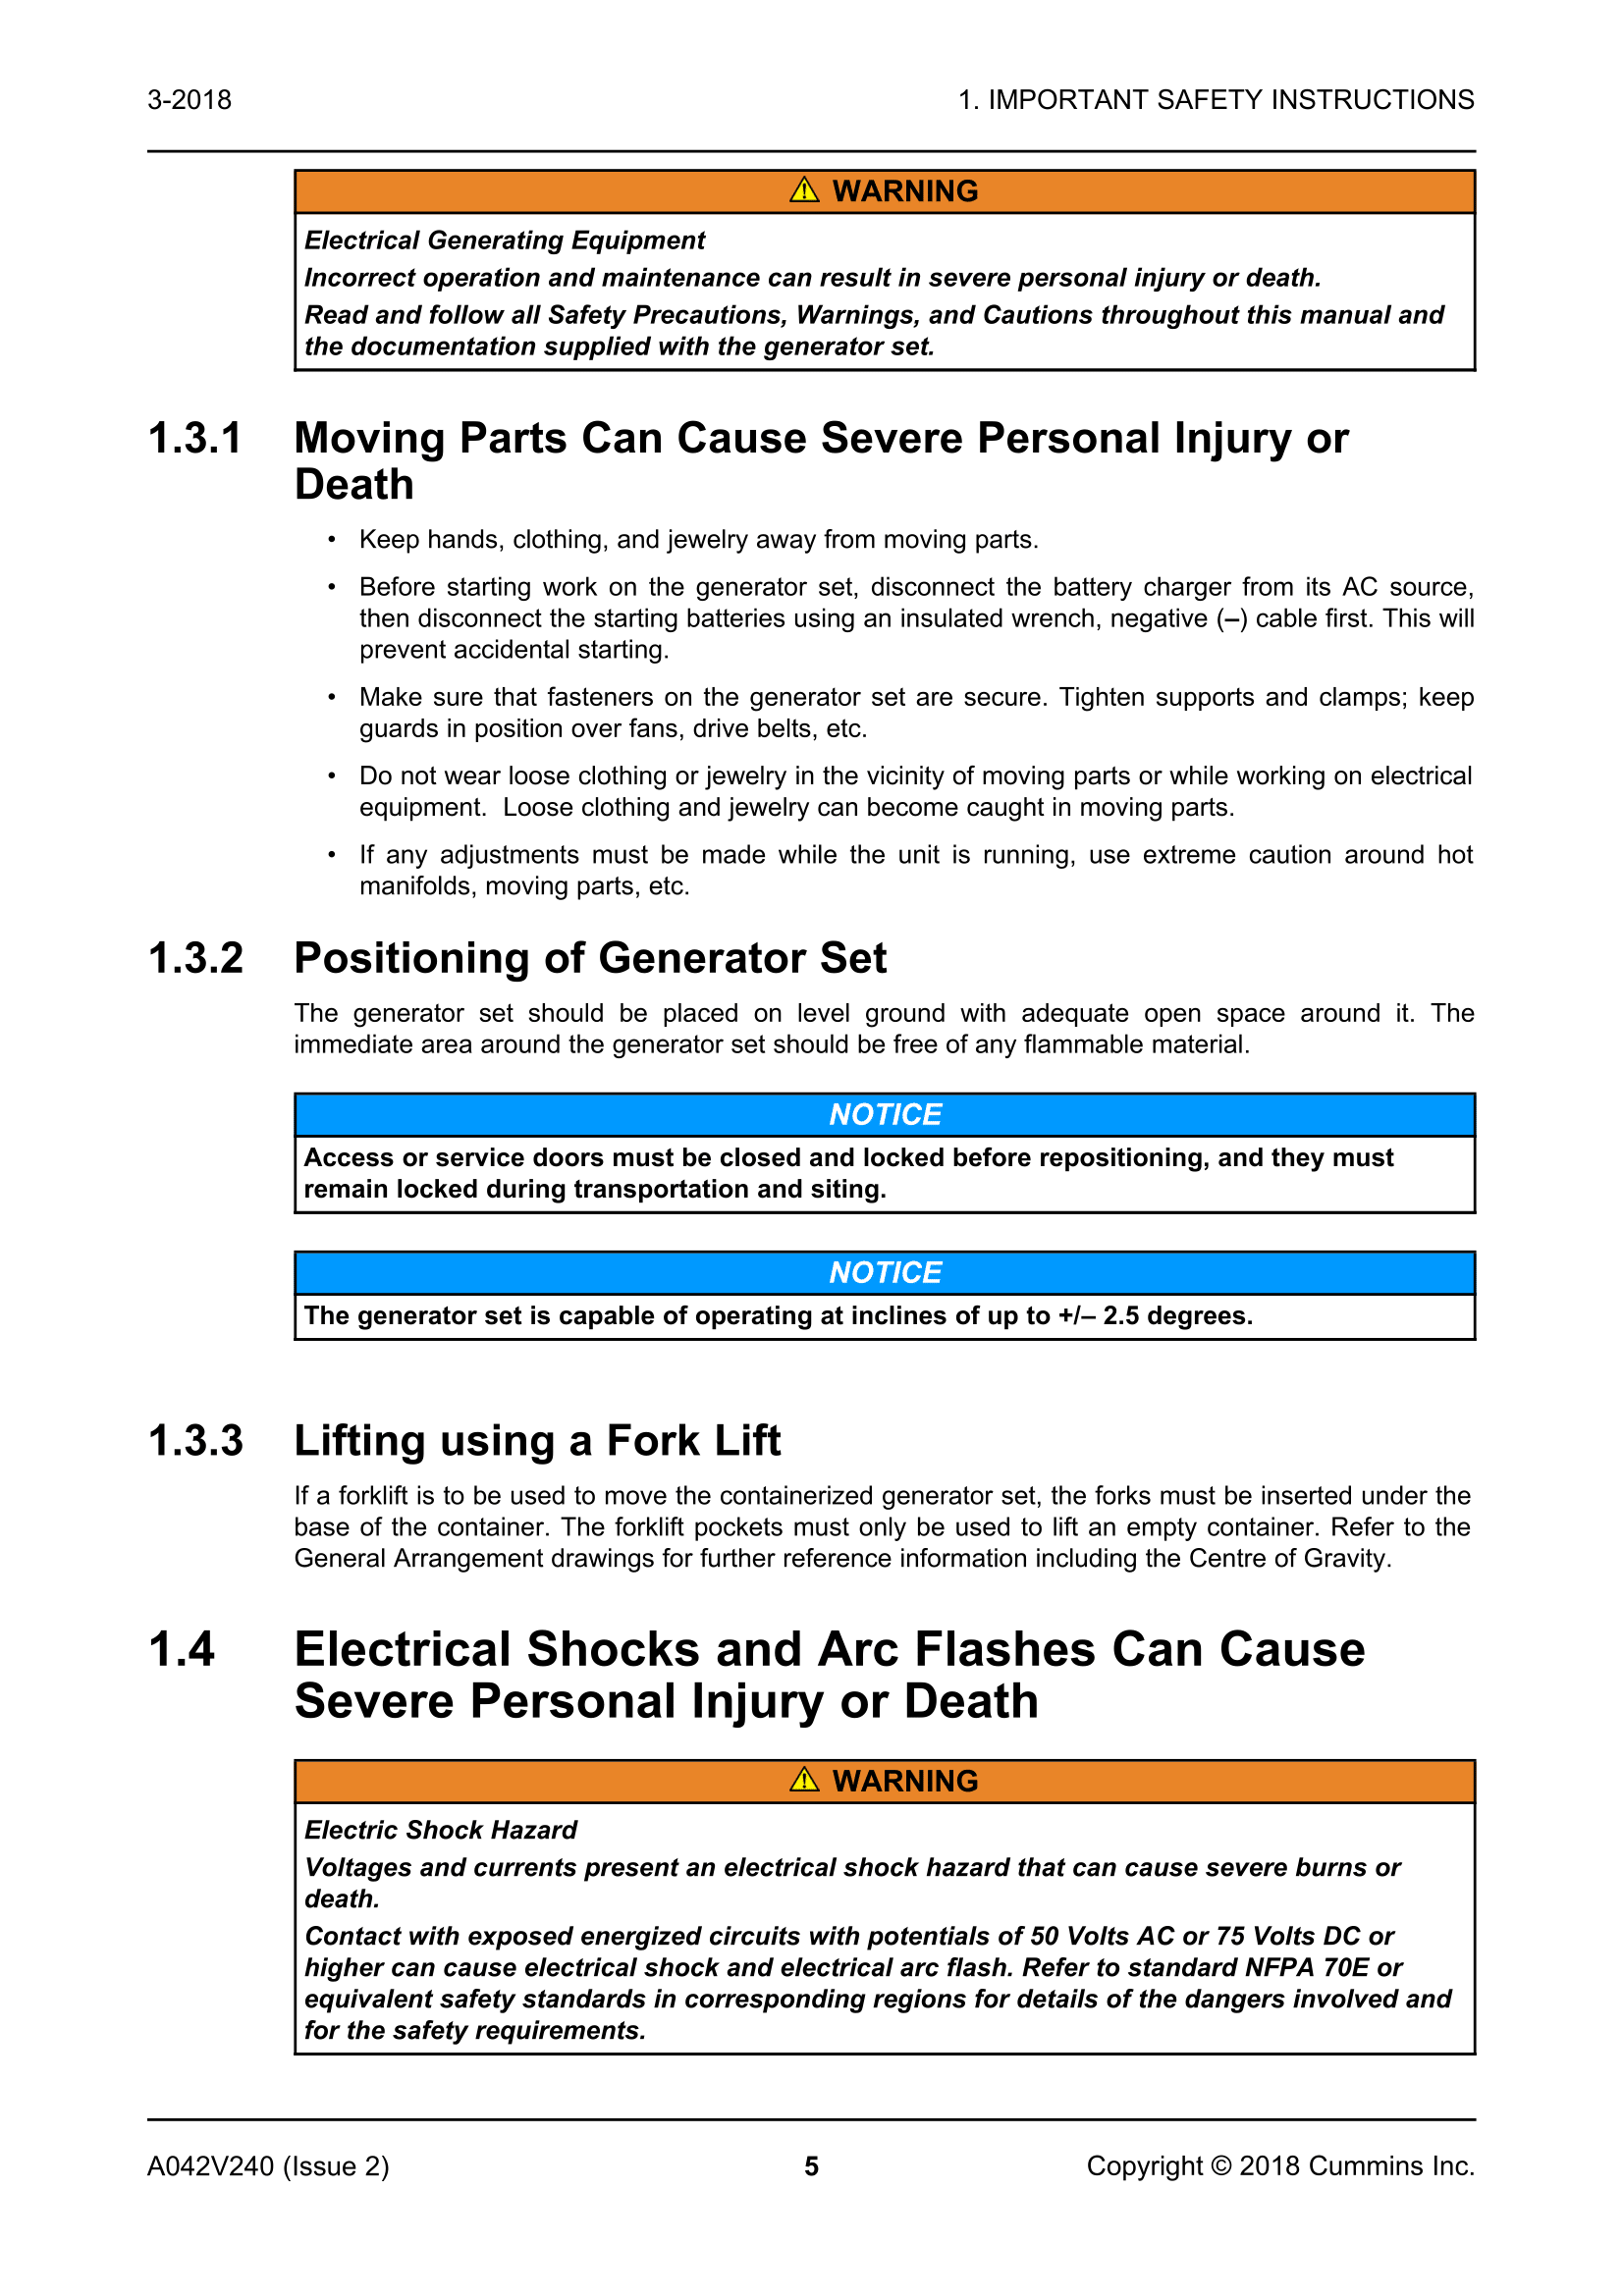 3-2018
1. IMPORTANT SAFETY INSTRUCTIONS
WARNING
Electrical Generating Equipment
Incorrect operation and maintenance can result in severe personal injury or death.
Read and follow all Safety Precautions, Warnings, and Cautions throughout this manual and
the documentation supplied with the generator set.
1.3.1 Moving Parts Can Cause Severe Personal Injury or
Death
• Keep hands, clothing, and jewelry away from moving parts.
• Before starting work on the generator set, disconnect the battery charger from its AC source,
then disconnect the starting batteries using an insulated wrench, negative (–) cable first. This will
prevent accidental starting.
• Make sure that fasteners on the generator set are secure. Tighten supports and clamps; keep
guards in position over fans, drive belts, etc.
• Do not wear loose clothing or jewelry in the vicinity of moving parts or while working on electrical
equipment.  Loose clothing and jewelry can become caught in moving parts.
• If any adjustments must be made while the unit is running, use extreme caution around hot
manifolds, moving parts, etc.
1.3.2 Positioning of Generator Set
The generator set should be placed on level ground with adequate open space around it. The
immediate area around the generator set should be free of any flammable material.
NOTICE
Access or service doors must be closed and locked before repositioning, and they must
remain locked during transportation and siting.
NOTICE
The generator set is capable of operating at inclines of up to +/– 2.5 degrees.
1.3.3 Lifting using a Fork Lift
If a forklift is to be used to move the containerized generator set, the forks must be inserted under the
base of the container. The forklift pockets must only be used to lift an empty container. Refer to the
General Arrangement drawings for further reference information including the Centre of Gravity.
1.4 Electrical Shocks and Arc Flashes Can Cause
Severe Personal Injury or Death
WARNING
Electric Shock Hazard
Voltages and currents present an electrical shock hazard that can cause severe burns or
death.
Contact with exposed energized circuits with potentials of 50 Volts AC or 75 Volts DC or
higher can cause electrical shock and electrical arc flash. Refer to standard NFPA 70E or
equivalent safety standards in corresponding regions for details of the dangers involved and
for the safety requirements.
A042V240 (Issue 2)
5
Copyright © 2018 Cummins Inc.